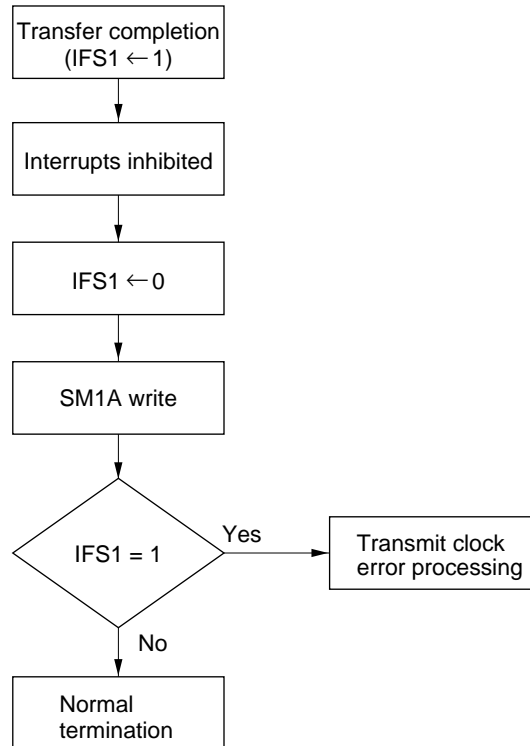 Transfer completion
(IFS1 ← 1)
Interrupts inhibited
IFS1 ← 0
SM1A write
IFS1 = 1
Yes
Transmit clock
error processing
No
Normal
termination